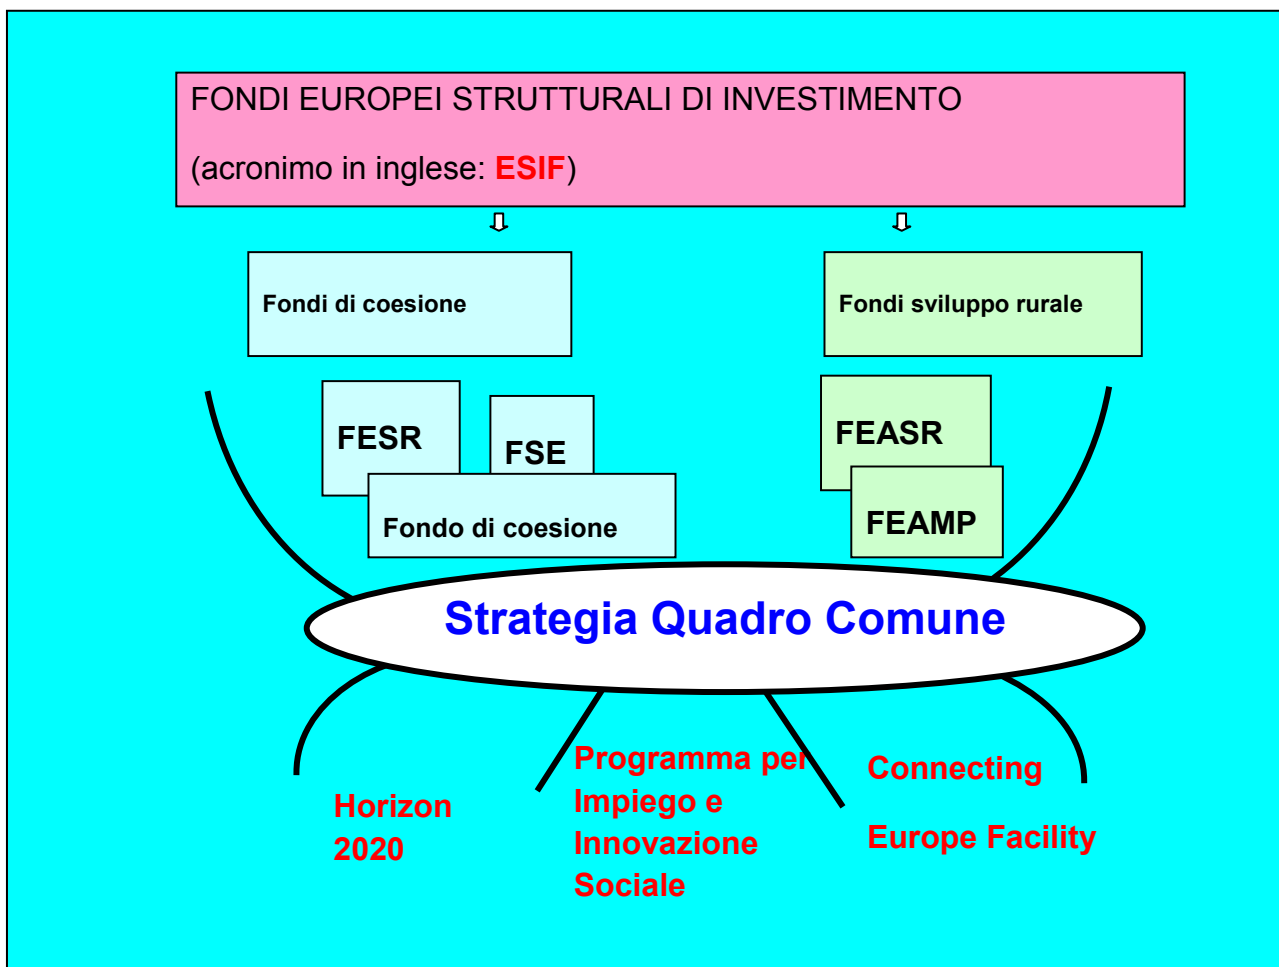 FONDI EUROPEI STRUTTURALI DI INVESTIMENTO
(acronimo in inglese: ESIF)
Fondi di coesione
Fondi sviluppo rurale
FESR
FSE
Fondo di coesione
FEASR
FEAMP
Strategia Quadro Comune
Horizon
2020
Programma per
Impiego e
Innovazione
Sociale
Connecting
Europe Facility